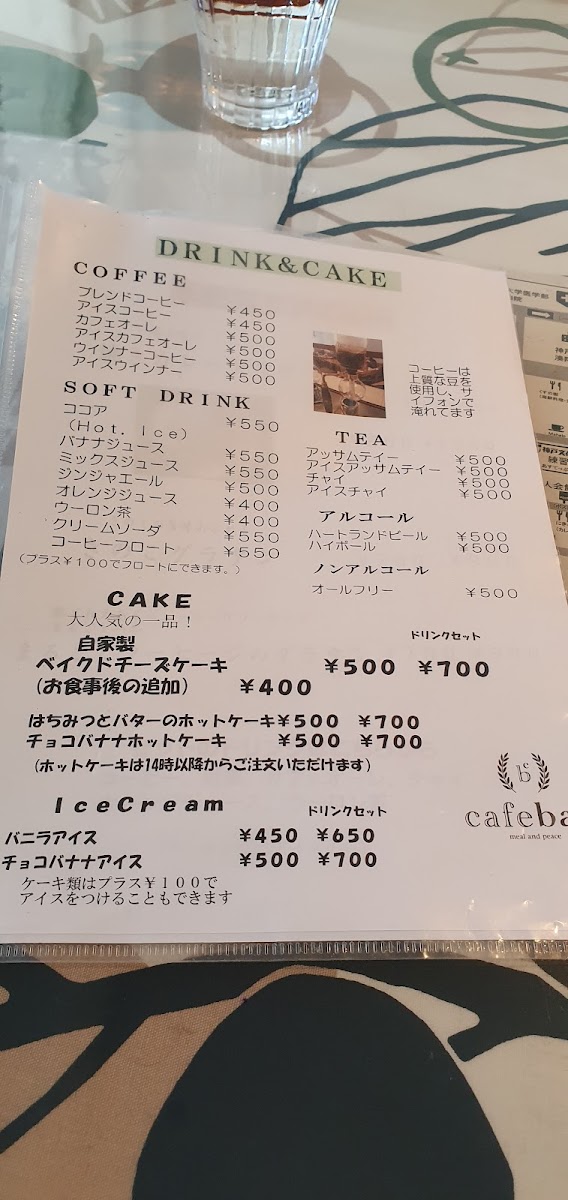 DRINK&CAKE
COFFEE
ブレンドコーヒー ￥450
アイスコーヒー ￥450
カフェオーレ ￥500
アイスカフェオーレ ￥500
ウインナーコーヒー ￥500
アイスウインナー ￥500
コーヒーは
上質な豆を
使用し、サ
イフォンで
淹れてます
SOFT DRINK
ココア ￥550
（Hot．Ice）
バナナジュース ￥550
ミックスジュース ￥550
ジンジャエール ￥500
オレンジジュース ￥400
ウーロン茶 ￥400
クリームソーダ ￥550
コーヒーフロート ￥550
（プラス￥100でフロートにできます。）
TEA
アッサムティー ￥500
アイスアッサムティー ￥500
チャイ ￥500
アイスチャイ ￥500
アルコール
ハートランドビール ￥500
ハイボール ￥500
ノンアルコール
オールフリー ￥500
CAKE
大人気の一品！
自家製 ドリンクセット
ベイクドチーズケーキ ￥500 ￥700
(お食事後の追加) ￥400
はちみつとバターのホットケーキ￥500 ￥700
チョコバナナホットケーキ ￥500 ￥700
(ホットケーキは14時以降からご注文いただけます)
IceCream ドリンクセット
バニラアイス ￥450 ￥650
チョコバナナアイス ￥500 ￥700
ケーキ類はプラス￥100で
アイスをつけることもできます
cafeba
meal and peace